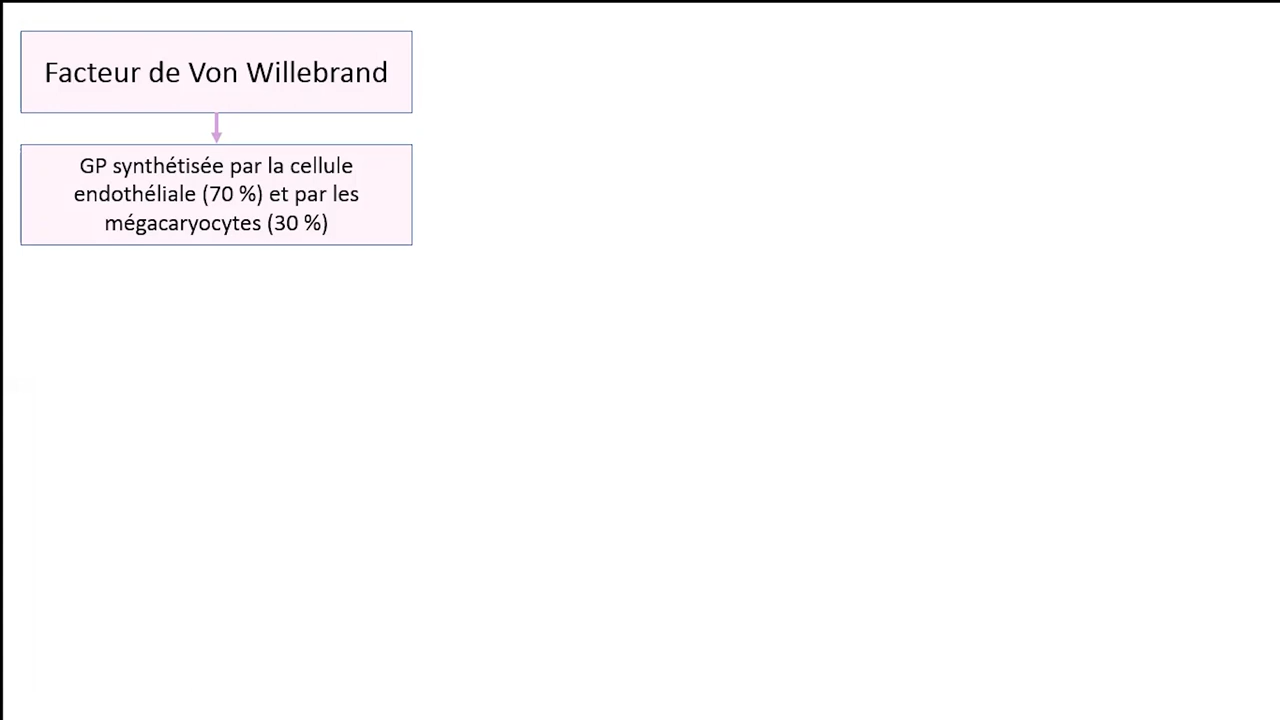 Facteur de Von Willebrand
GP synthétisée par la cellule
endothéliale (70 %) et par les
mégacaryocytes (30 %)